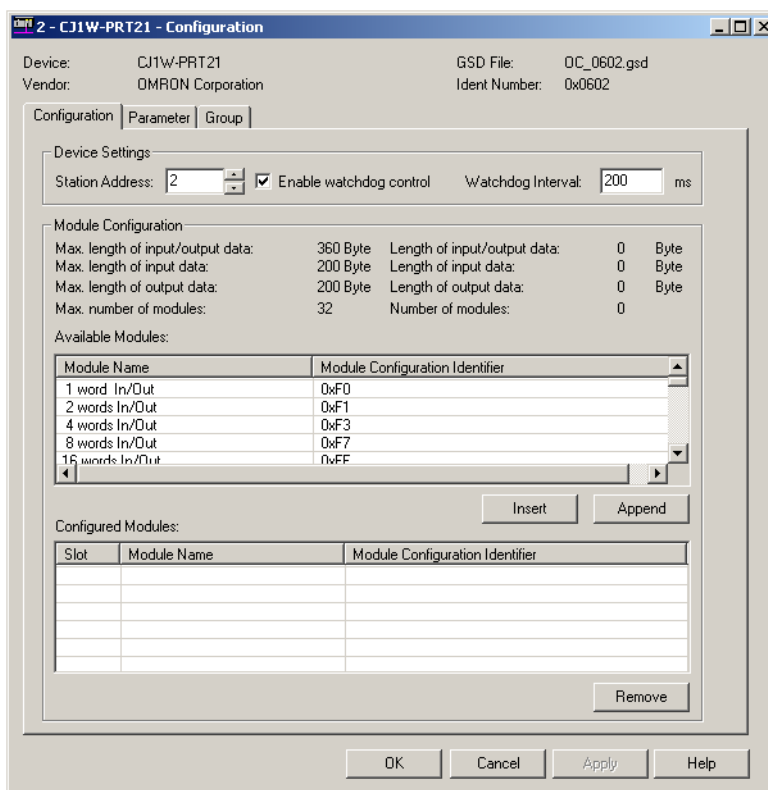 2 - CJ1W-PRT21 - Configuration
Device: CJ1W-PRT21 GSD File: OC_0602.gsd
Vendor: OMRON Corporation Ident Number: 0x0602
Configuration Parameter Group
Device Settings
Station Address: 2 Enable watchdog control Watchdog Interval: 200 ms
Module Configuration
Max. length of input/output data: 360 Byte Length of input/output data: 0 Byte
Max. length of input data: 200 Byte Length of input data: 0 Byte
Max. length of output data: 200 Byte Length of output data: 0 Byte
Max. number of modules: 32 Number of modules: 0
Available Modules:
Module Name Module Configuration Identifier
1 word In/Out 0xF0
2 words In/Out 0xF1
4 words In/Out 0xF3
8 words In/Out 0xF7
16 words In/Out 0xFF
Insert Append
Configured Modules:
Slot Module Name Module Configuration Identifier
Remove
OK Cancel Apply Help